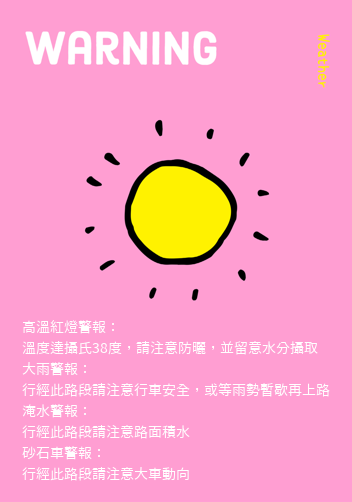 WARNING
Weather
高溫紅燈警報：
溫度達攝氏38度，請注意防曬，並留意水分攝取
大雨警報：
行經此路段請注意行車安全，或等雨勢暫歇再上路
淹水警報：
行經此路段請注意路面積水
砂石車警報：
行經此路段請注意大車動向